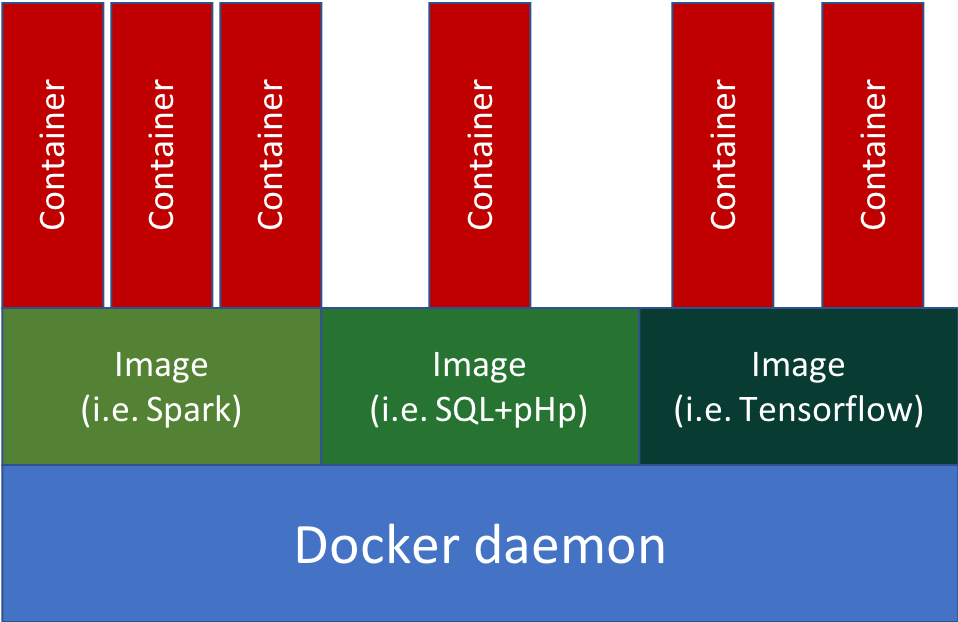 Container
Container
Container
Container
Container
Container
Image
(i.e. Spark)
Image
(i.e. SQL+pHp)
Image
(i.e. Tensorflow)
Docker daemon